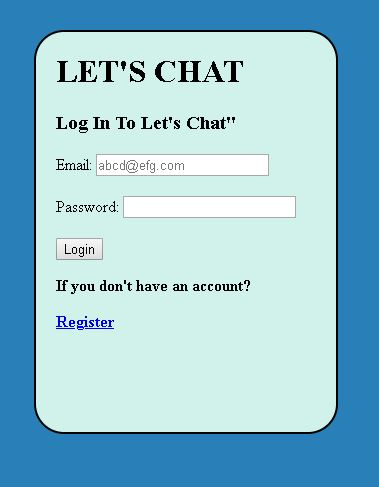 LET'S CHAT
Log In To Let's Chat"
Email: abcd@efg.com
Password:
Login
If you don't have an account?
Register